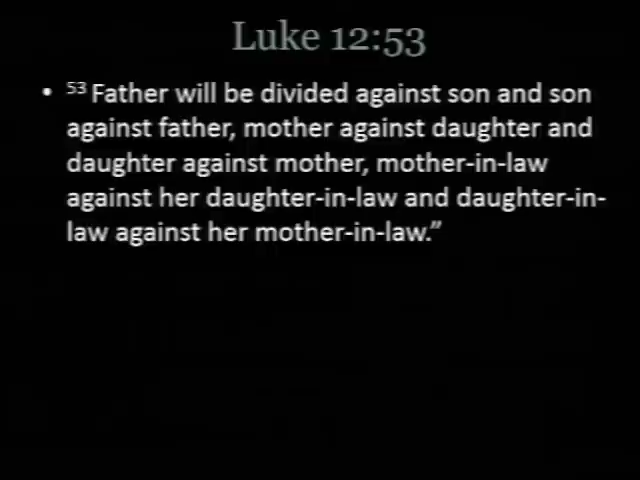 Luke 12:53
• ⁵³ Father will be divided against son and son
against father, mother against daughter and
daughter against mother, mother-in-law
against her daughter-in-law and daughter-in-
law against her mother-in-law.”